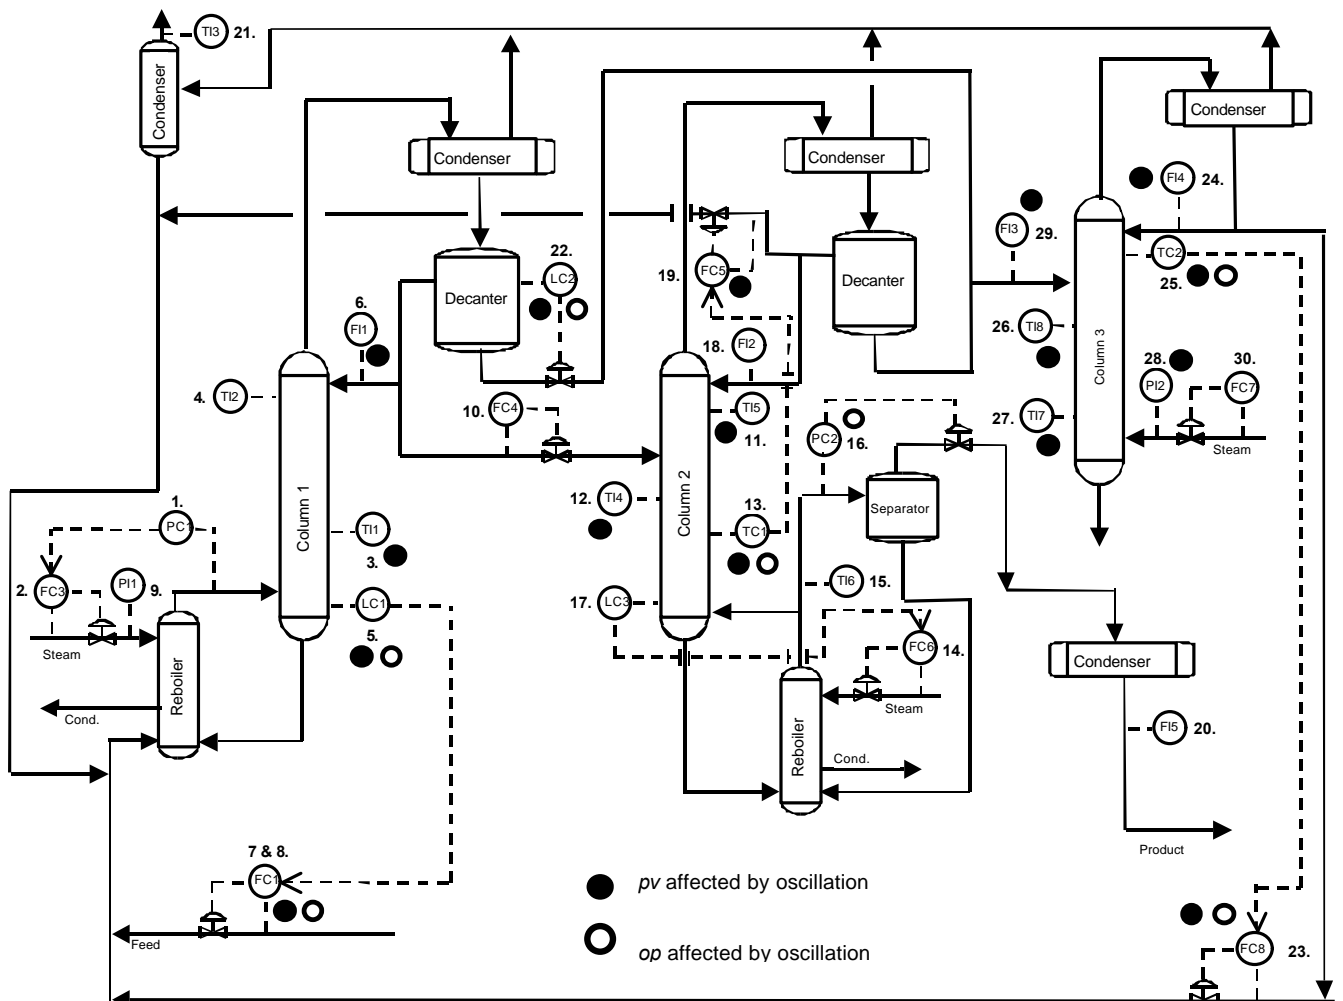 TI3 21.
Condenser
Condenser
Condenser
Condenser
FI4 24.
FI3
29.
TC2
25.
22.
LC2
Decanter
19. FC5
Decanter
6.
FI1
18. FI2
26. TI8
Column 3
28.
PI2
30.
FC7
4. TI2
10. FC4
TI5
11.
PC2
16.
27. TI7
Steam
1.
PC1
Column 1
TI1
3.
12. TI4
Column 2
13.
TC1
Separator
2. FC3
PI1 9.
LC1
5.
17. LC3
TI6 15.
Steam
Reboiler
Cond.
FC6 14.
Steam
Condenser
Reboiler
Cond.
FI5 20.
Product
7 & 8.
FC1
Feed
pv affected by oscillation
op affected by oscillation
FC8 23.